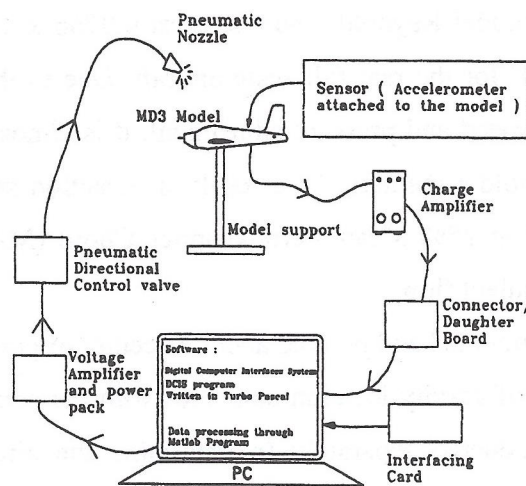 Pneumatic
Nozzle
Sensor ( Accelerometer
attached to the model )
MD3 Model
Charge
Amplifier
Model support
Pneumatic
Directional
Control valve
Connector/
Daughter
Board
Voltage
Amplifier
and power
pack
Software :
Digital Computer Interfaces System
DCIS program
Written in Turbo Pascal
Data processing through
Matlab Program
Interfacing
Card
PC